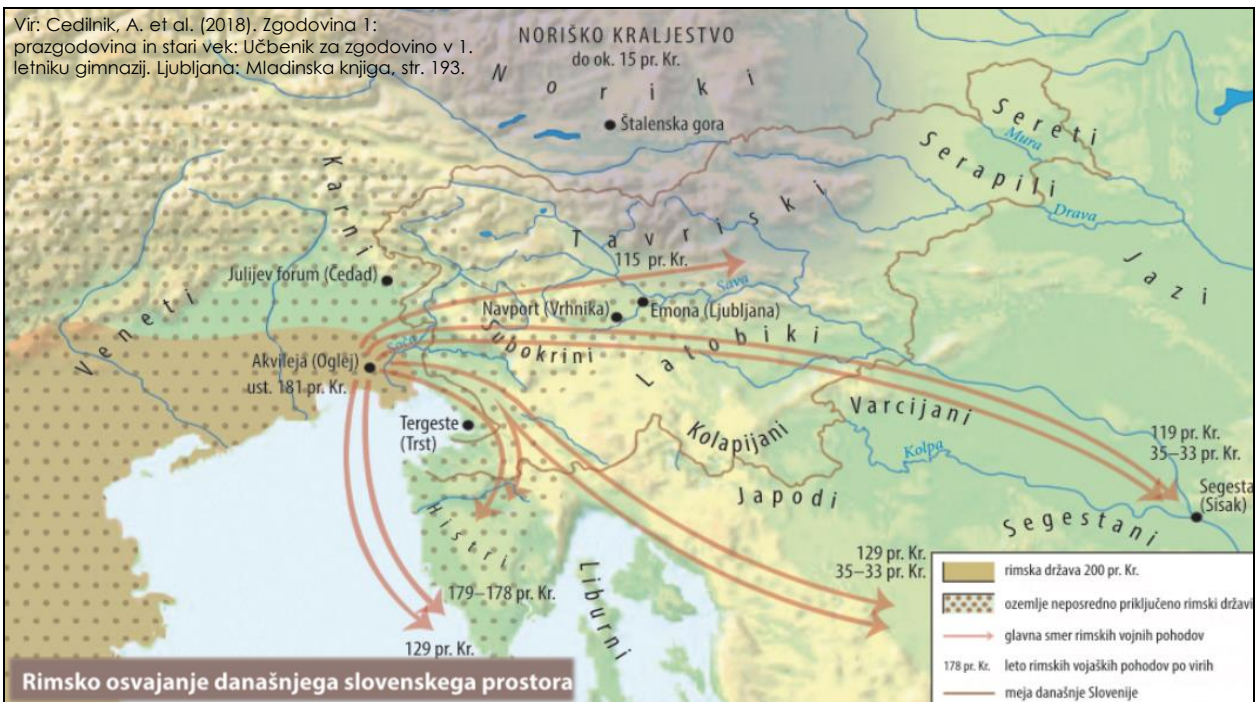 Vir: Cedilnik, A. et al. (2018). Zgodovina 1:
prazgodovina in stari vek: Učbenik za zgodovino v 1.
letniku gimnazij. Ljubljana: Mladinska knjiga, str. 193.
NORIŠKO KRALJESTVO
do ok. 15 pr. Kr.
Noriki
Štalenska gora
Sereti
Mura
Serapili
Drava
Karni
Tavriski
115 pr. Kr.
Jazi
Julijev forum (Čedad)
Sava
Navport (Vrhnika)
Emona (Ljubljana)
Veneti
Soča
Subokrini
Latobiki
Akvileja (Oglej)
ust. 181 pr. Kr.
Varcijani
Tergeste
(Trst)
Kolapijani
Kolpa
119 pr. Kr.
35–33 pr. Kr.
Japodi
Segesta
(Sisak)
Segestani
Histri
129 pr. Kr.
35–33 pr. Kr.
Liburni
179–178 pr. Kr.
129 pr. Kr.
rimska država 200 pr. Kr.
ozemlje neposredno priključeno rimski državi
glavna smer rimskih vojnih pohodov
178 pr. Kr. leto rimskih vojaških pohodov po virih
meja današnje Slovenije
Rimsko osvajanje današnjega slovenskega prostora